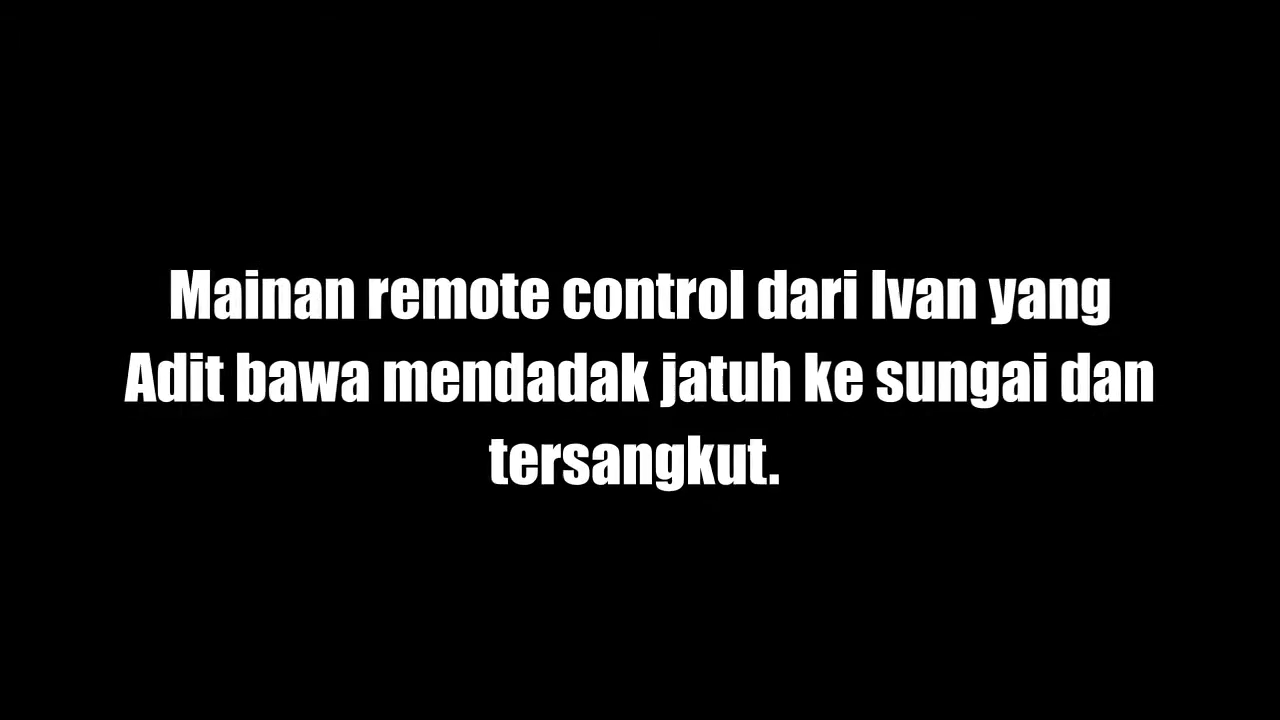 Mainan remote control dari Ivan yang
Adit bawa mendadak jatuh ke sungai dan
tersangkut.